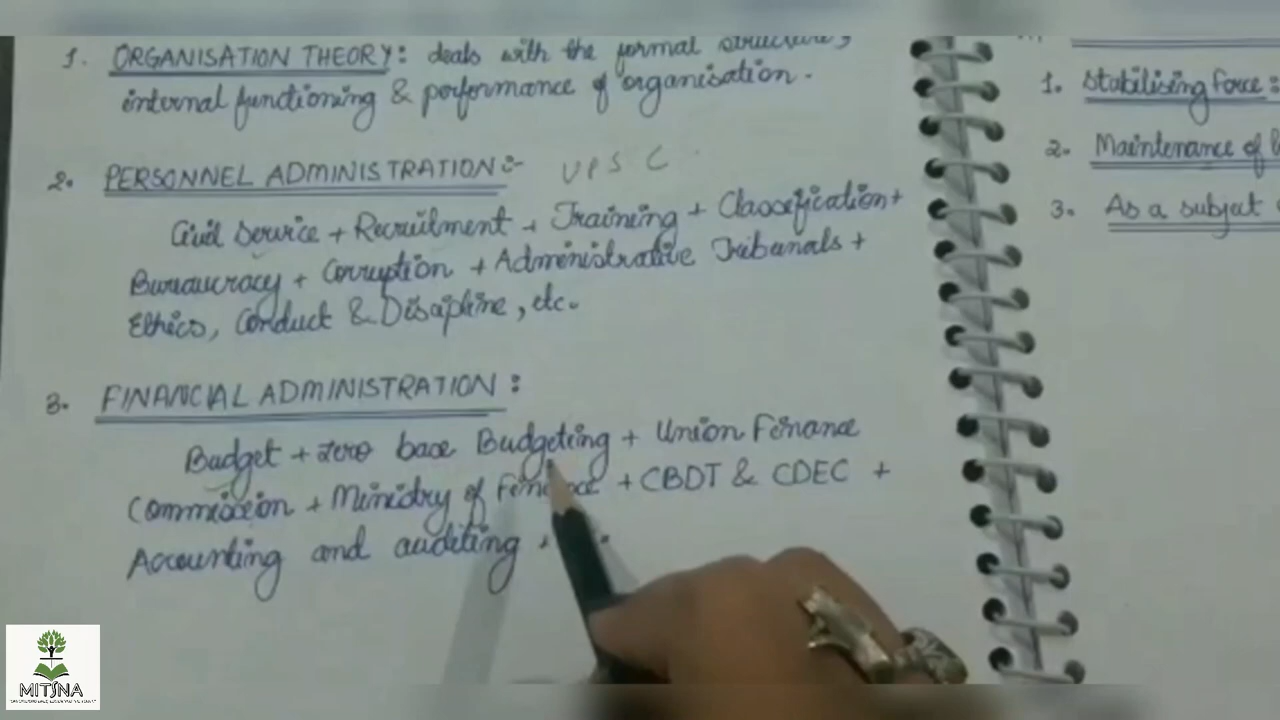 1. ORGANISATION THEORY: deals with the formal structure,
internal functioning & performance of organisation.
2. PERSONNEL ADMINISTRATION:- UPSC
Civil Service + Recruitment + Training + Classification +
Bureaucracy + Corruption + Administrative Tribunals +
Ethics, Conduct & Discipline, etc.
3. FINANCIAL ADMINISTRATION:
Budget + zero base Budgeting + Union Finance
Commission + Ministry of Finance + CBDT & CDEC +
Accounting and auditing
1. Stabilising Force:
2. Maintenance of
3. As a subject
MITJNA